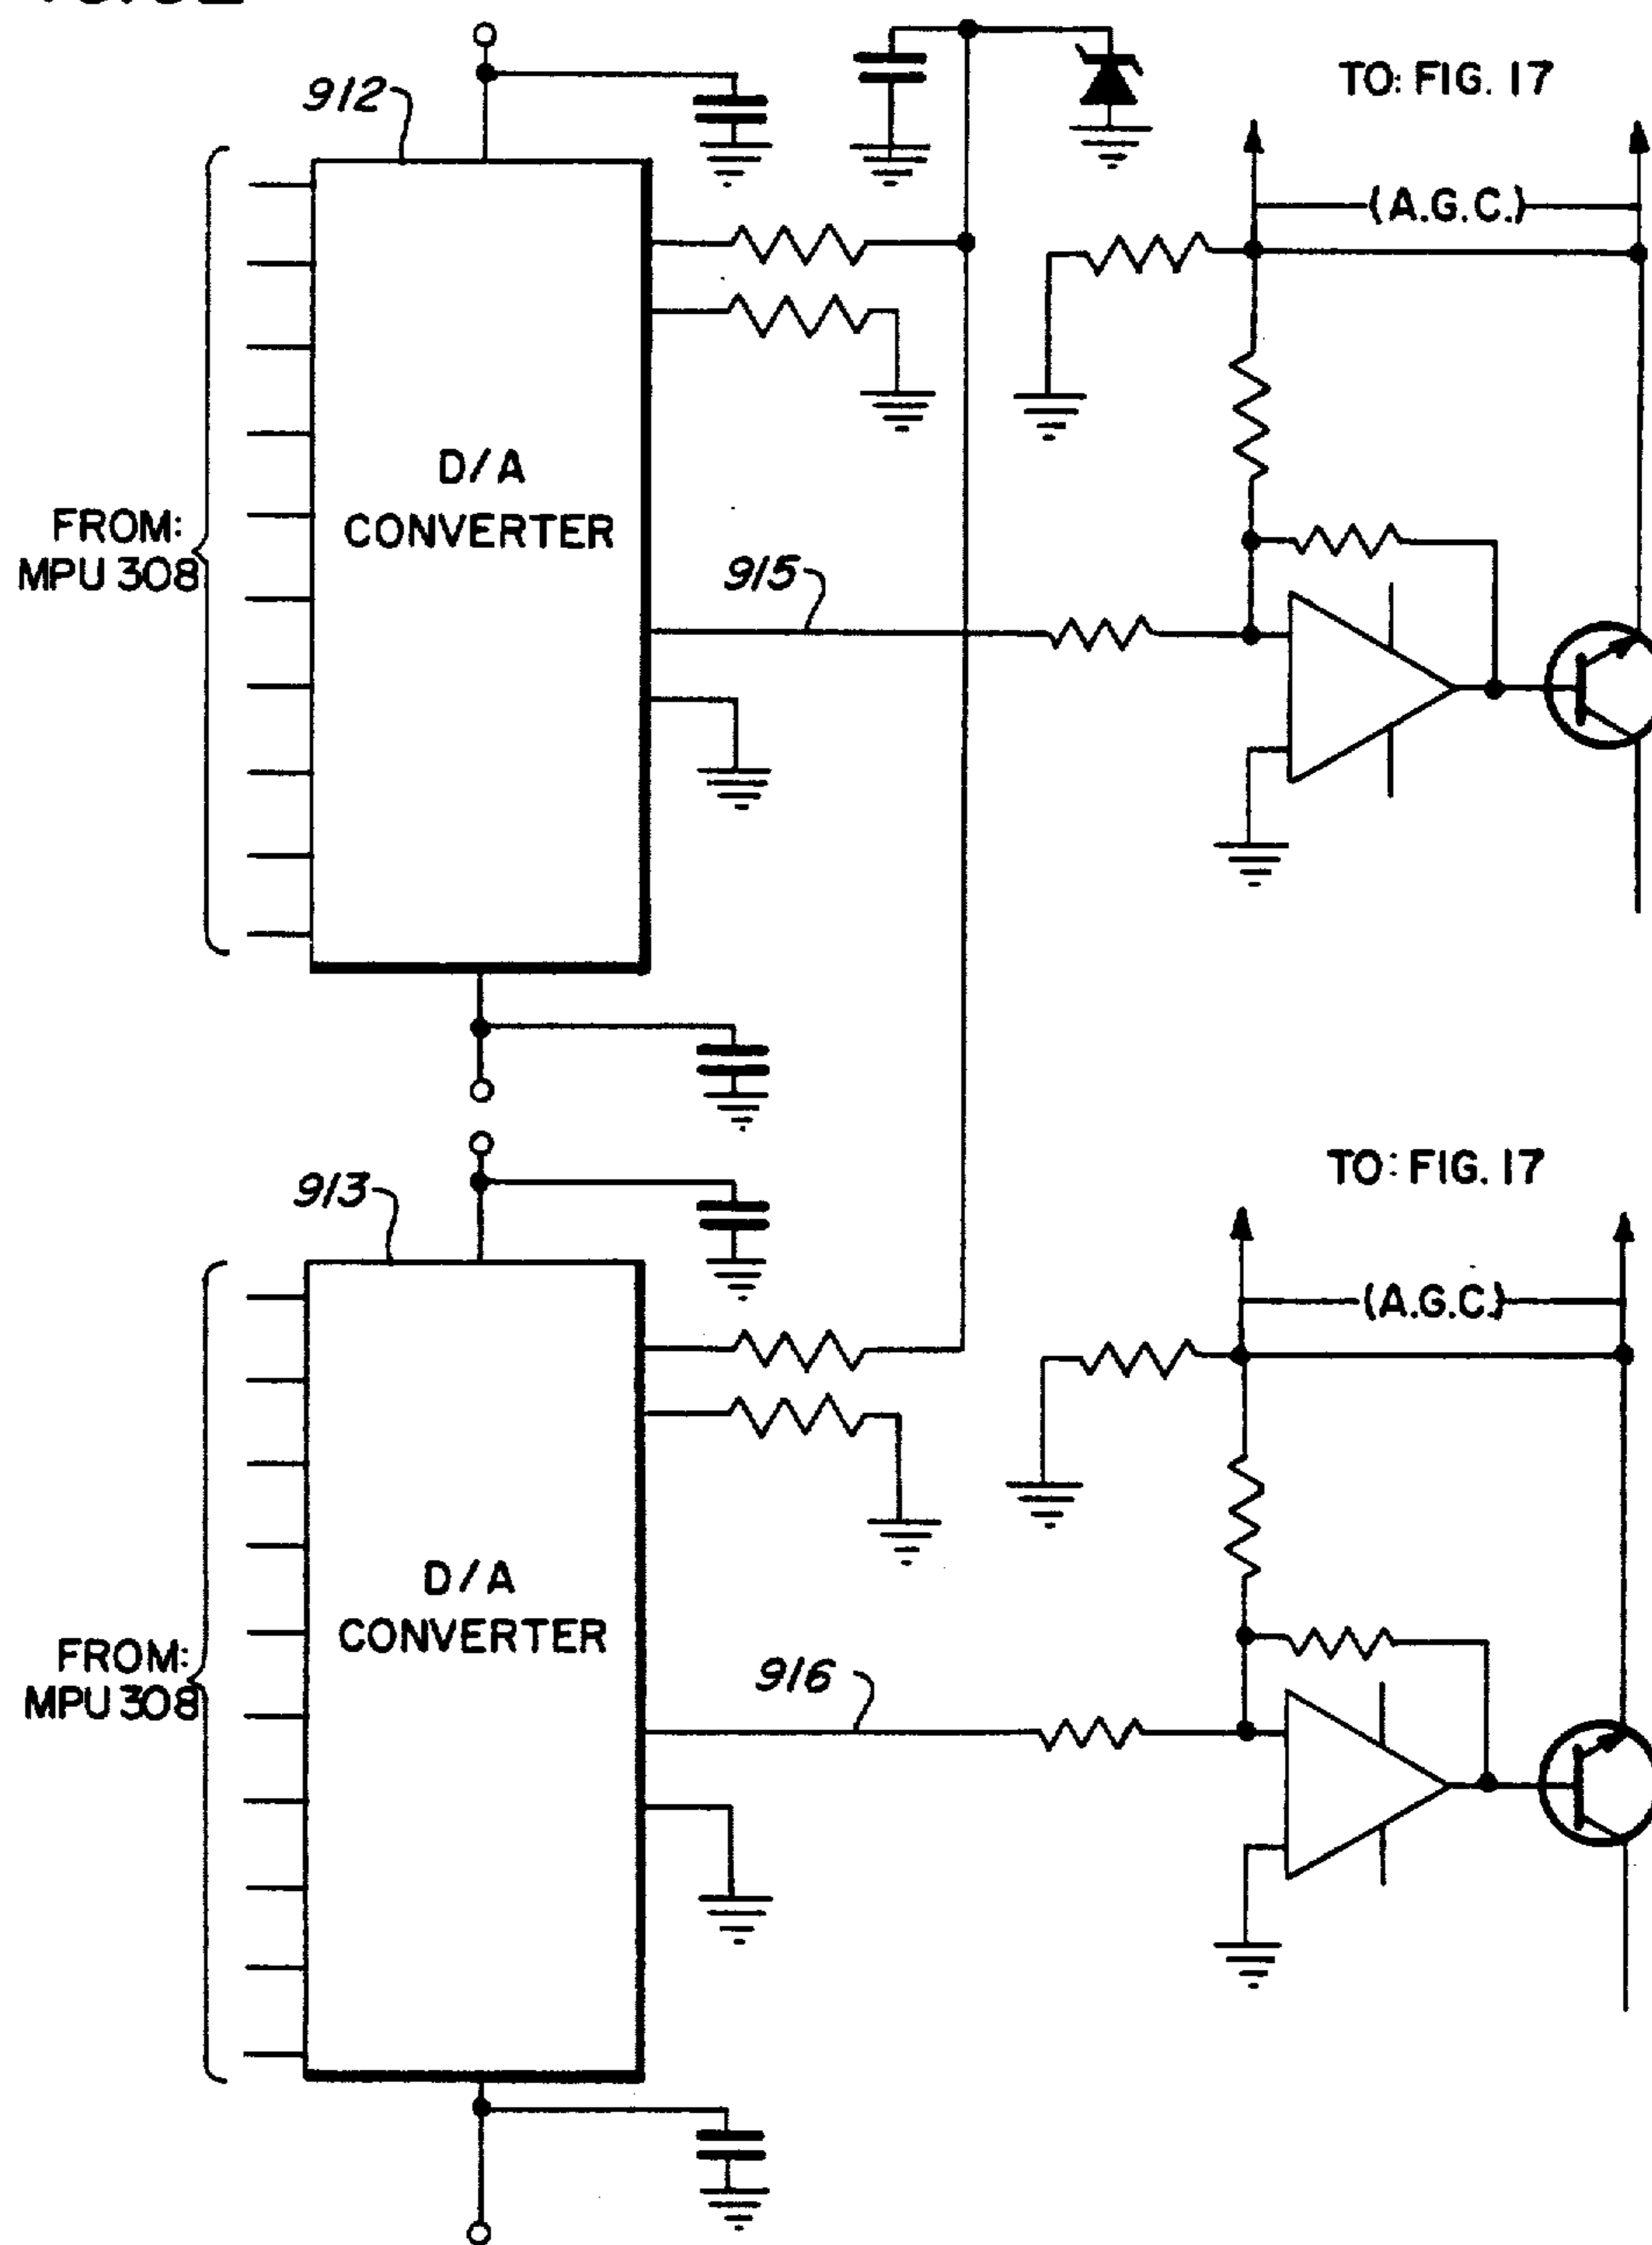 912
TO: FIG. 17
(A.G.C.)
D/A
CONVERTER
FROM:
MPU 308
915
TO: FIG. 17
913
(A.G.C.)
D/A
CONVERTER
FROM:
MPU 308
916